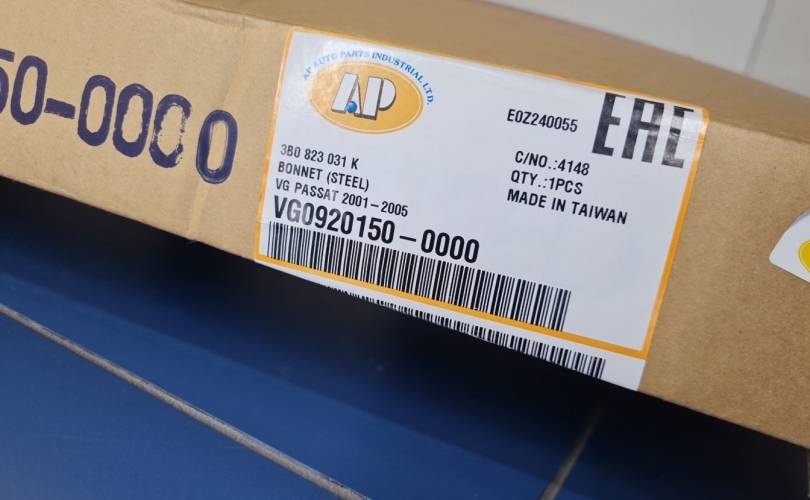 50-0000
AP AUTO PARTS INDUSTRIAL LTD.
AP
E0Z240055
EAC
3B0 823 031 K
BONNET (STEEL)
VG PASSAT 2001-2005
VG0920150-0000
C/NO.:4148
QTY.:1PCS
MADE IN TAIWAN